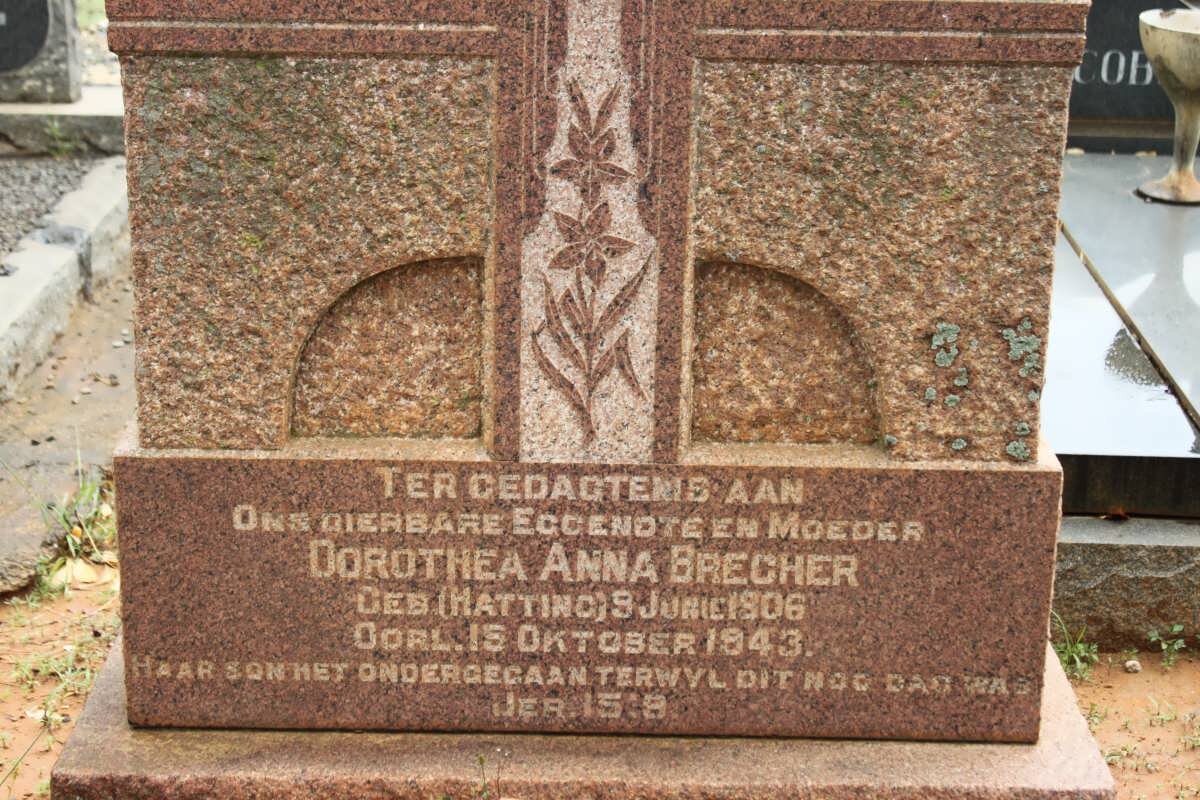 COB
TER GEDAGTENIS AAN
ONS DIERBARE EGGENOTE EN MOEDER
DOROTHEA ANNA BRECHER
GEB. (HATTING) 9 JUNIE 1906
OORL. 15 OKTOBER 1943.
HAAR SON HET ONDERGEGAAN TERWYL DIT NOG DAG WAS
JER. 15:9